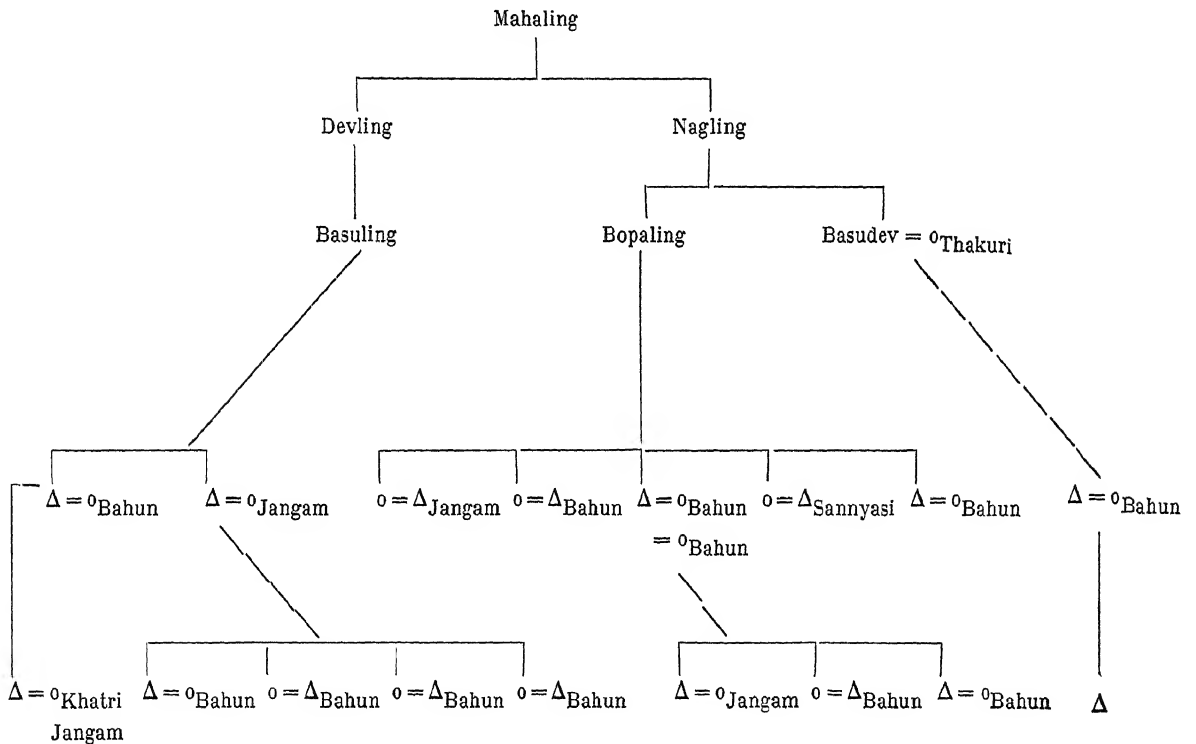 Mahaling
Devling Nagling
Basuling Bopaling Basudev = oThakuri
Δ = oBahun Δ = oJangam o = ΔJangam o = ΔBahun Δ = oBahun o = ΔSannyasi Δ = oBahun Δ = oBahun
= oBahun
Δ = oKhatri Δ = oBahun o = ΔBahun o = ΔBahun o = ΔBahun Δ = oJangam o = ΔBahun Δ = oBahun Δ
Jangam